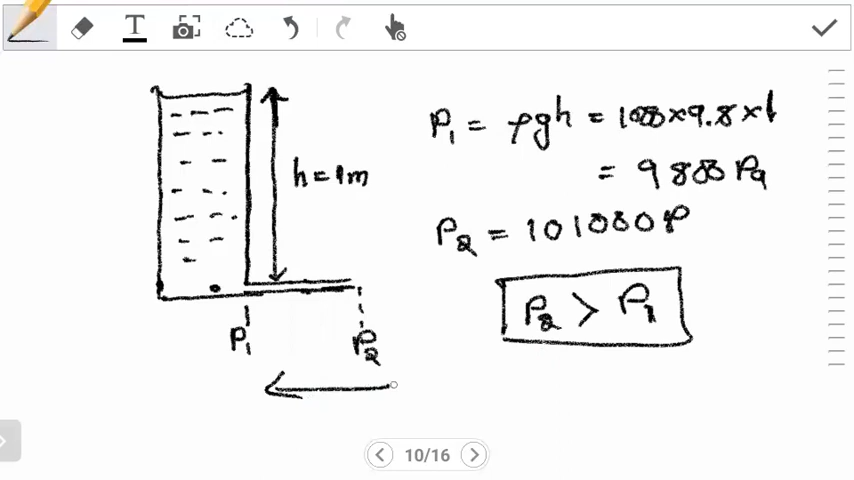 T
h = 1m
P₁ = ρgh = 1000×9.8×1
= 9800 Pa
P₂ = 101000 P
P₂ > P₁
P₁
P₂
10/16